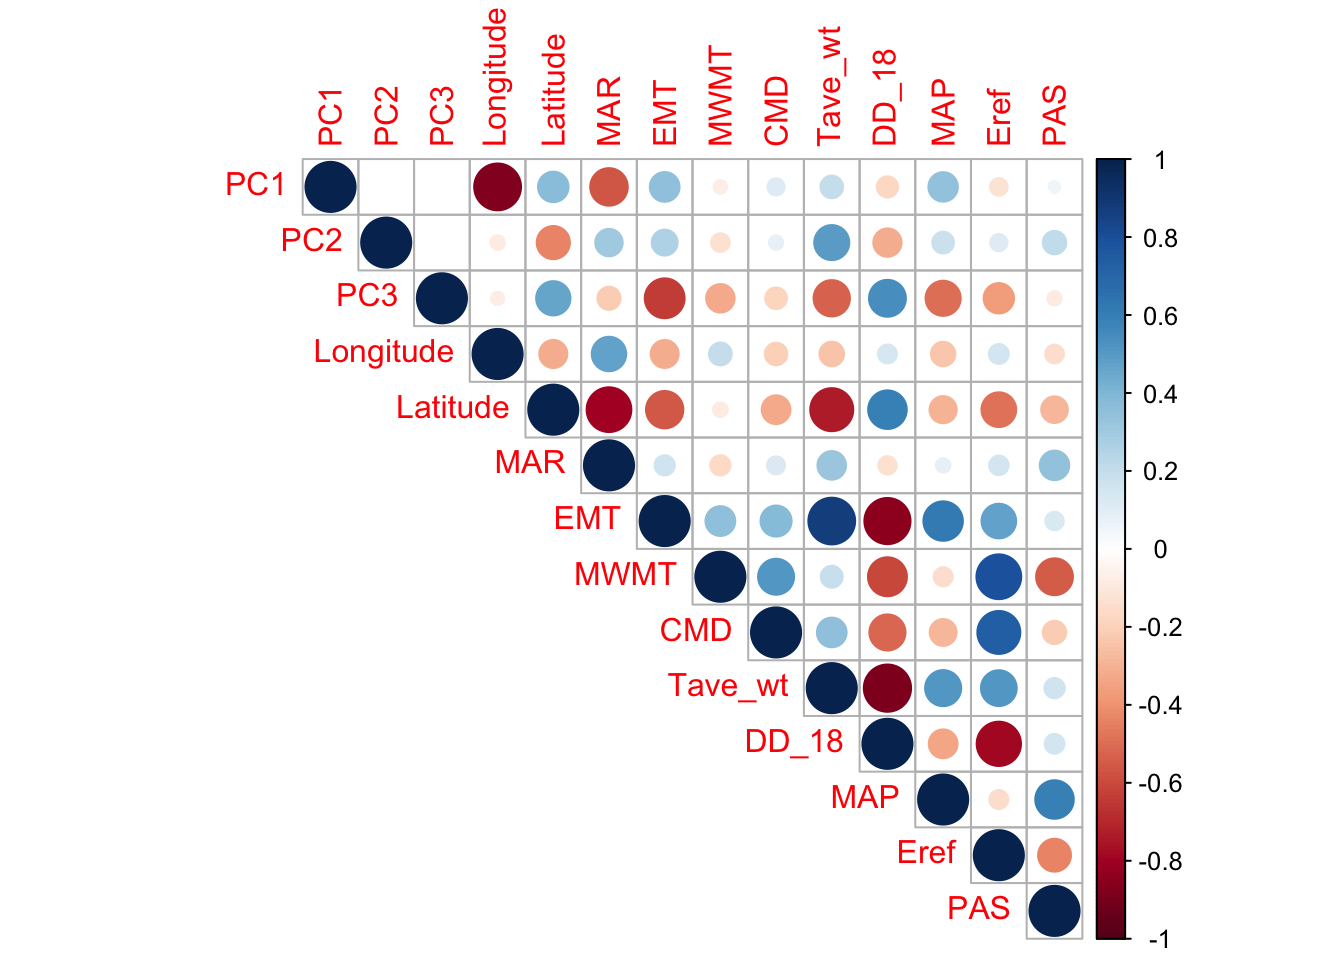 PC1
PC2
PC3
Longitude
Latitude
MAR
EMT
MWMT
CMD
Tave_wt
DD_18
MAP
Eref
PAS
PC1
PC2
PC3
Longitude
Latitude
MAR
EMT
MWMT
CMD
Tave_wt
DD_18
MAP
Eref
PAS
1
0.8
0.6
0.4
0.2
0
-0.2
-0.4
-0.6
-0.8
-1